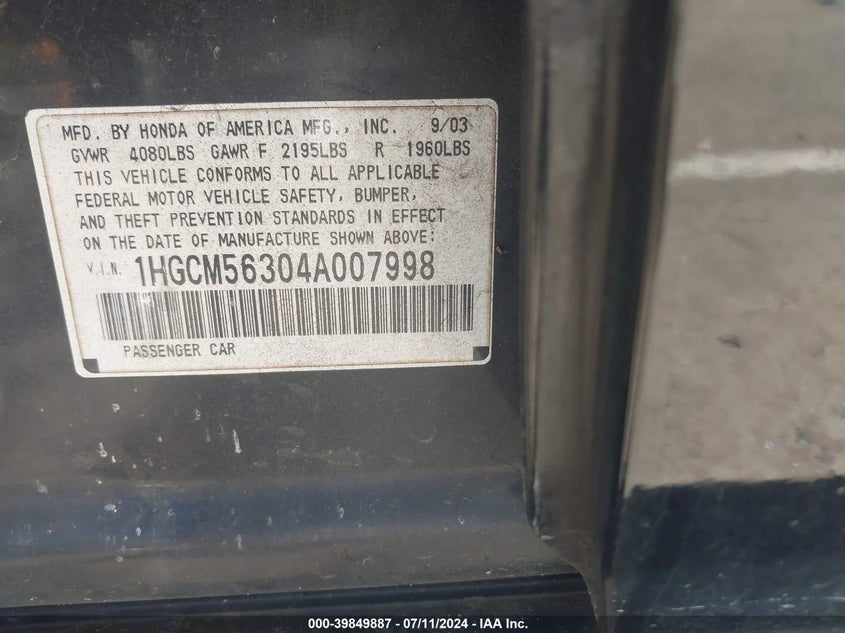 MFD. BY HONDA OF AMERICA MFG., INC. 9/03
GVWR 4080LBS GAWR F 2195LBS R 1960LBS
THIS VEHICLE CONFORMS TO ALL APPLICABLE
FEDERAL MOTOR VEHICLE SAFETY, BUMPER,
AND THEFT PREVENTION STANDARDS IN EFFECT
ON THE DATE OF MANUFACTURE SHOWN ABOVE:
V.I.N. 1HGCM56304A007998
PASSENGER CAR
000-39849887 - 07/11/2024 - IAA Inc.